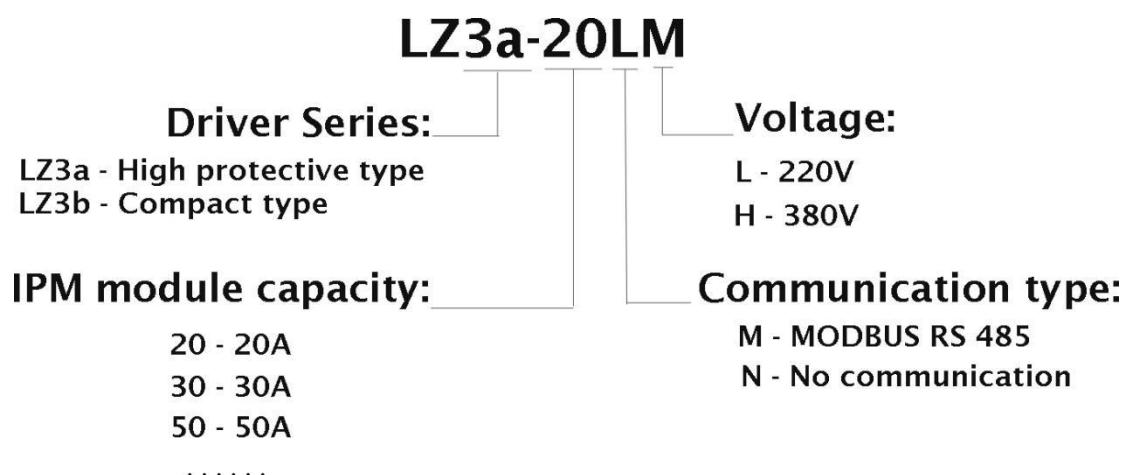 LZ3a-20LM
Driver Series:
LZ3a - High protective type
LZ3b - Compact type
Voltage:
L - 220V
H - 380V
IPM module capacity:
20 - 20A
30 - 30A
50 - 50A
......
Communication type:
M - MODBUS RS 485
N - No communication